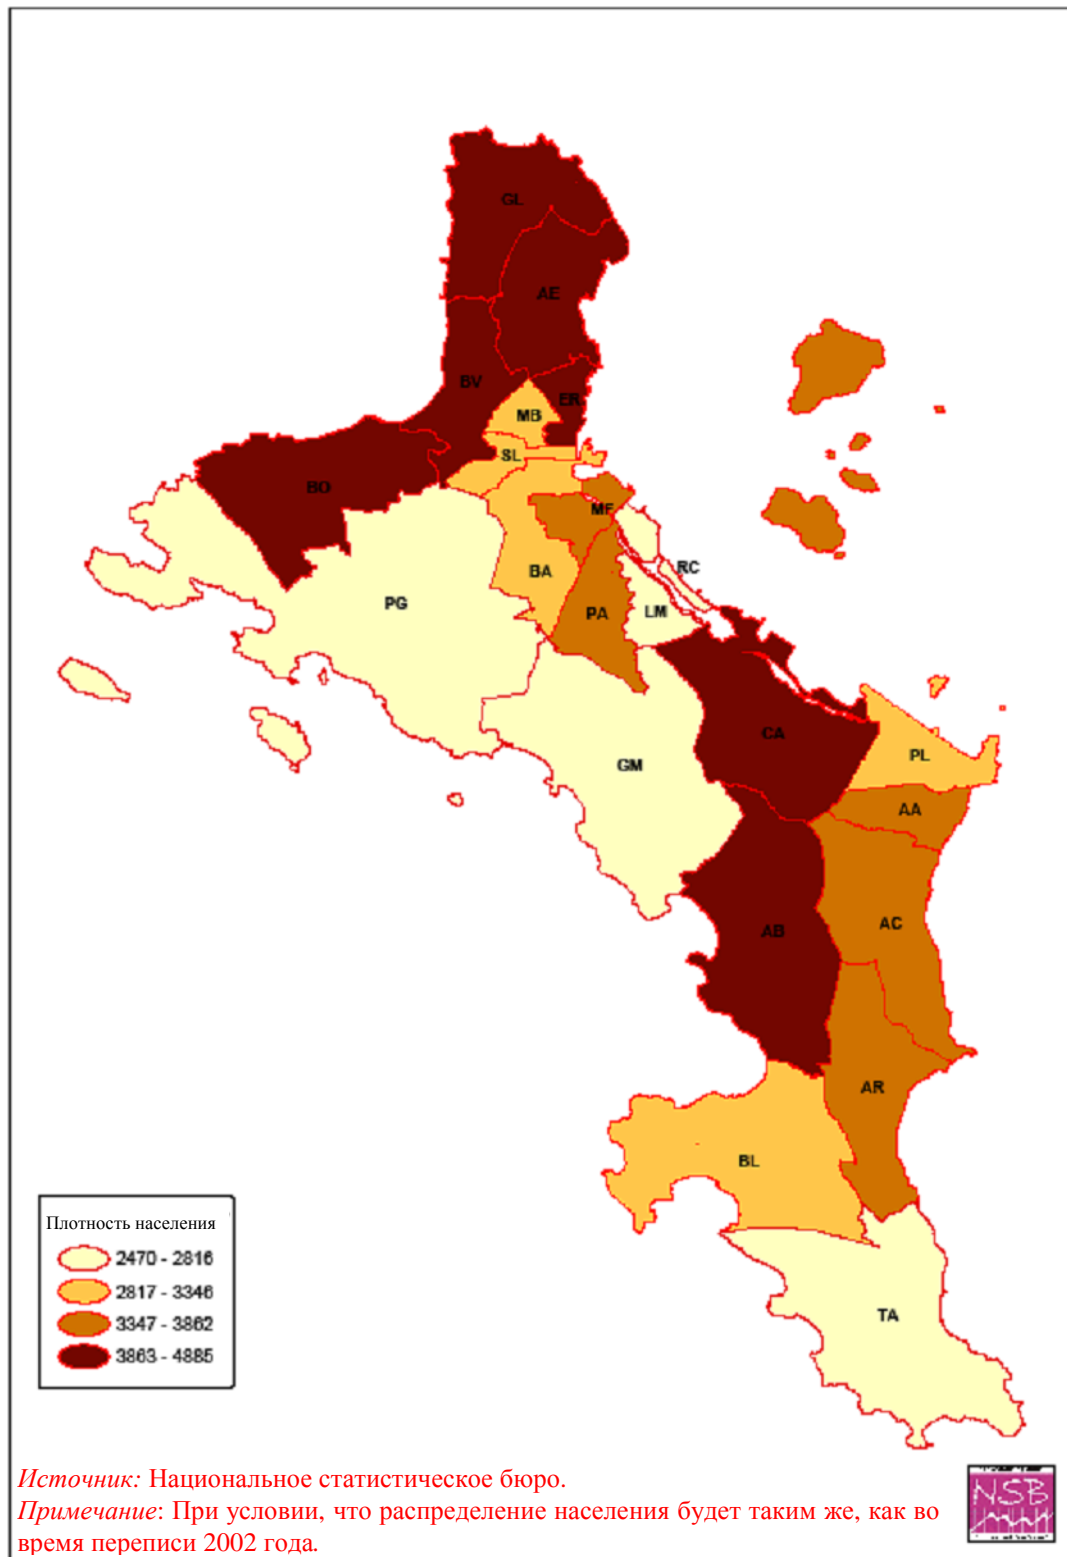 GL
AE
BV
ER
MB
SL
BO
MF
BA
RC
PG
PA
LM
CA
GM
PL
AA
AC
AB
AR
BL
TA
Плотность населения
2470 - 2816
2817 - 3346
3347 - 3862
3863 - 4885
Источник: Национальное статистическое бюро.
Примечание: При условии, что распределение населения будет таким же, как во
время переписи 2002 года.
NSB